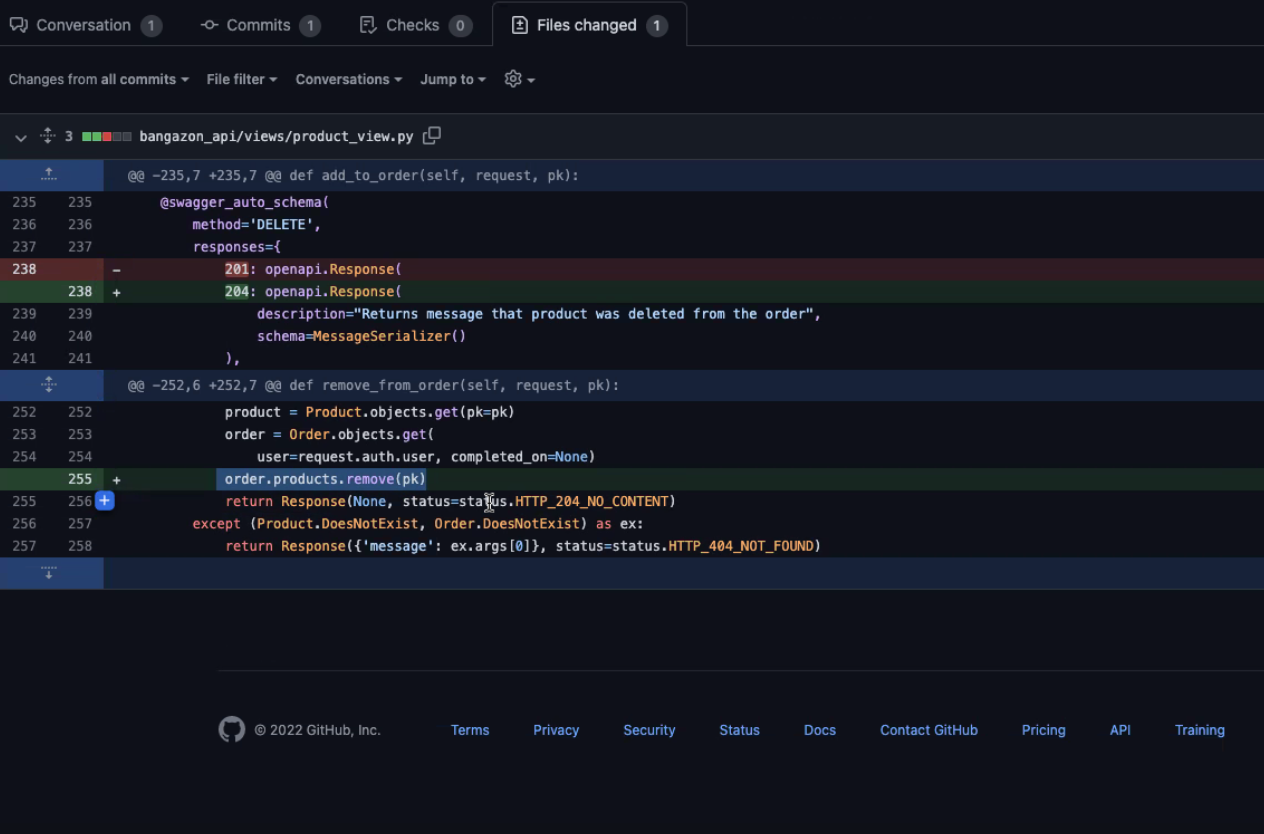 Conversation 1 Commits 1 Checks 0 Files changed 1
Changes from all commits File filter Conversations Jump to
3 bangazon_api/views/product_view.py
@@ -235,7 +235,7 @@ def add_to_order(self, request, pk):
235 235 @swagger_auto_schema(
236 236 method='DELETE',
237 237 responses={
238 - 201: openapi.Response(
238 + 204: openapi.Response(
239 239 description="Returns message that product was deleted from the order",
240 240 schema=MessageSerializer()
241 241 ),
@@ -252,6 +252,7 @@ def remove_from_order(self, request, pk):
252 252 product = Product.objects.get(pk=pk)
253 253 order = Order.objects.get(
254 254 user=request.auth.user, completed_on=None)
255 + order.products.remove(pk)
255 256 + return Response(None, status=status.HTTP_204_NO_CONTENT)
256 257 except (Product.DoesNotExist, Order.DoesNotExist) as ex:
257 258 return Response({'message': ex.args[0]}, status=status.HTTP_404_NOT_FOUND)
© 2022 GitHub, Inc. Terms Privacy Security Status Docs Contact GitHub Pricing API Training